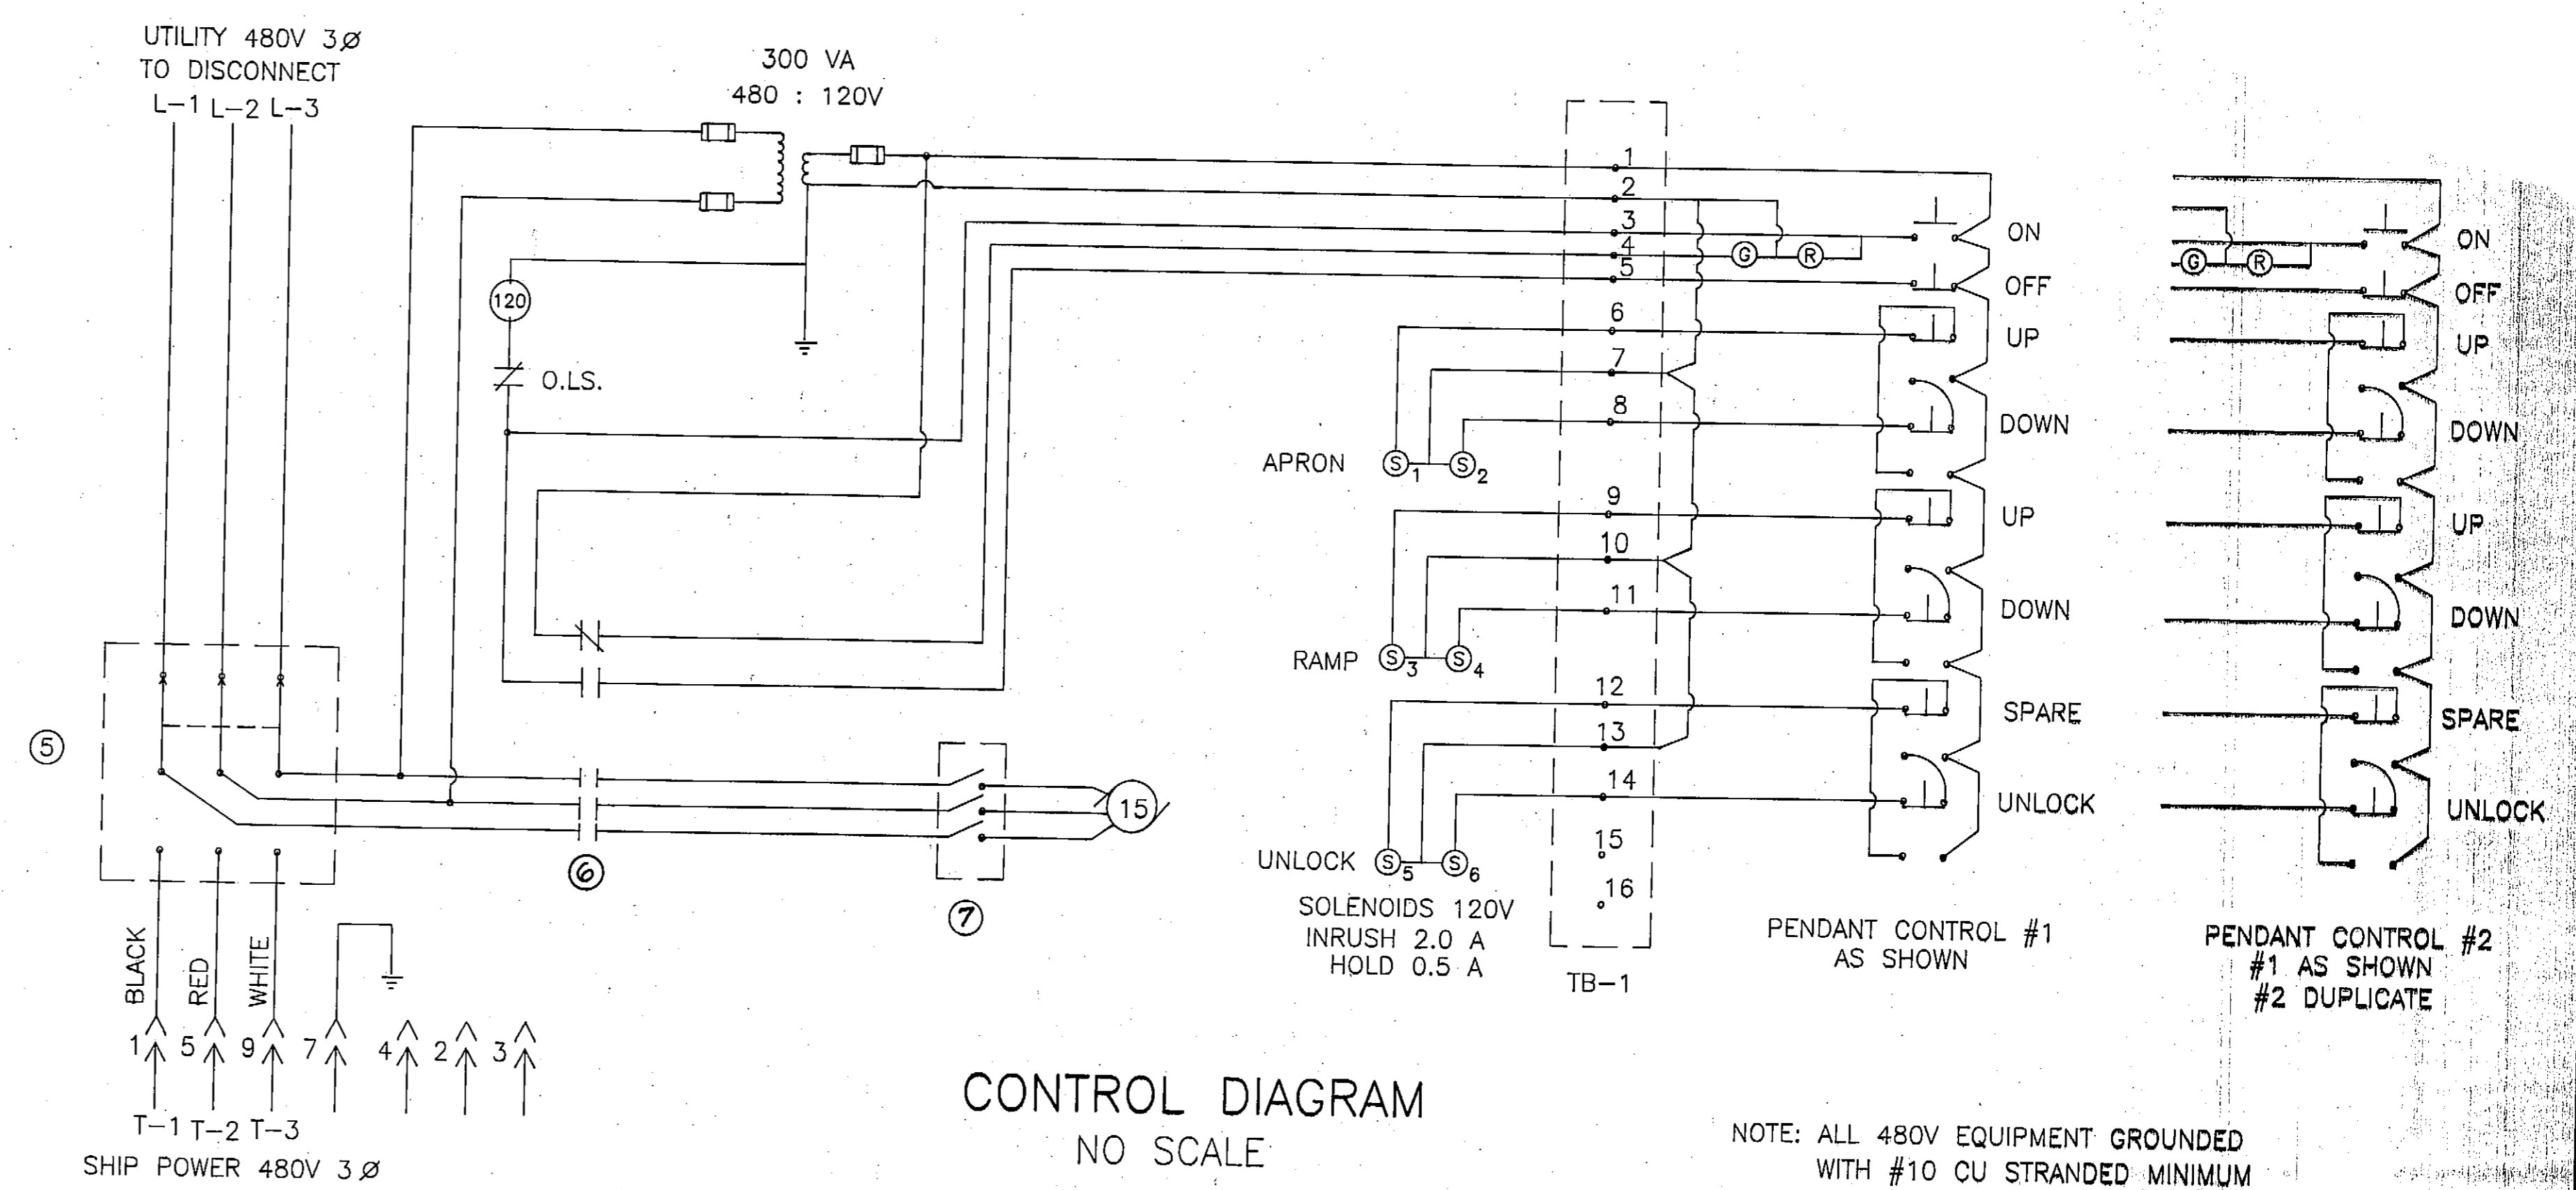 UTILITY 480V 3Ø
TO DISCONNECT
L-1 L-2 L-3
300 VA
480 : 120V
120
O.LS.
5
6
7
15
BLACK
RED
WHITE
1 5 9 7 4 2 3
T-1 T-2 T-3
SHIP POWER 480V 3Ø
APRON
S1 S2
RAMP
S3 S4
UNLOCK
S5 S6
SOLENOIDS 120V
INRUSH 2.0 A
HOLD 0.5 A
1
2
3
4
5
6
7
8
9
10
11
12
13
14
15
16
TB-1
G R
ON
OFF
UP
DOWN
UP
DOWN
SPARE
UNLOCK
PENDANT CONTROL #1
AS SHOWN
G R
ON
OFF
UP
DOWN
UP
DOWN
SPARE
UNLOCK
PENDANT CONTROL #2
#1 AS SHOWN
#2 DUPLICATE
CONTROL DIAGRAM
NO SCALE
NOTE: ALL 480V EQUIPMENT GROUNDED
WITH #10 CU STRANDED MINIMUM